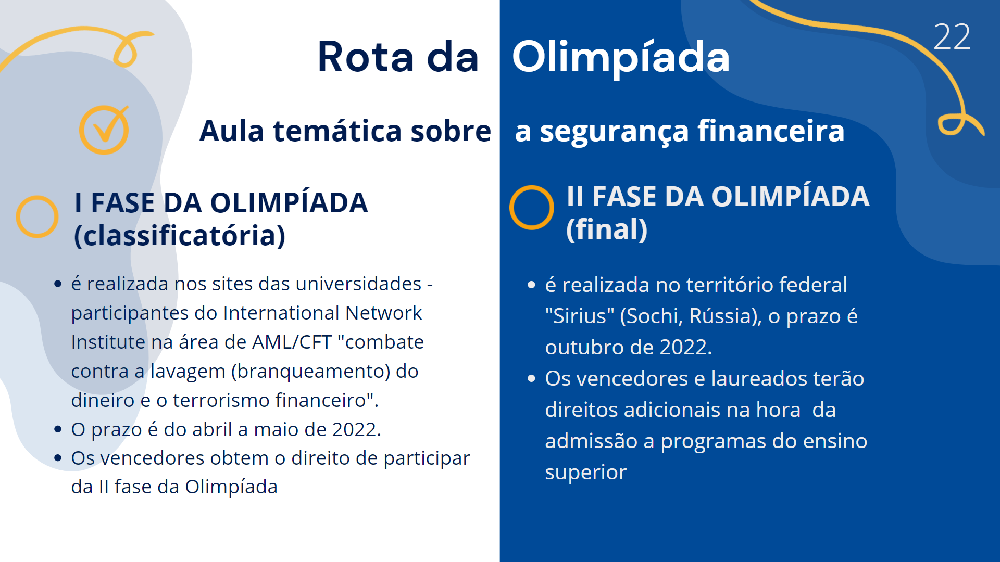 22
Rota da Olimpíada
Aula temática sobre a segurança financeira
I FASE DA OLIMPÍADA
(classificatória)
é realizada nos sites das universidades -
participantes do International Network
Institute na área de AML/CFT "combate
contra a lavagem (branqueamento) do
dineiro e o terrorismo financeiro".
O prazo é do abril a maio de 2022.
Os vencedores obtem o direito de participar
da II fase da Olimpíada
II FASE DA OLIMPÍADA
(final)
é realizada no território federal
"Sirius" (Sochi, Rússia), o prazo é
outubro de 2022.
Os vencedores e laureados terão
direitos adicionais na hora  da
admissão a programas do ensino
superior